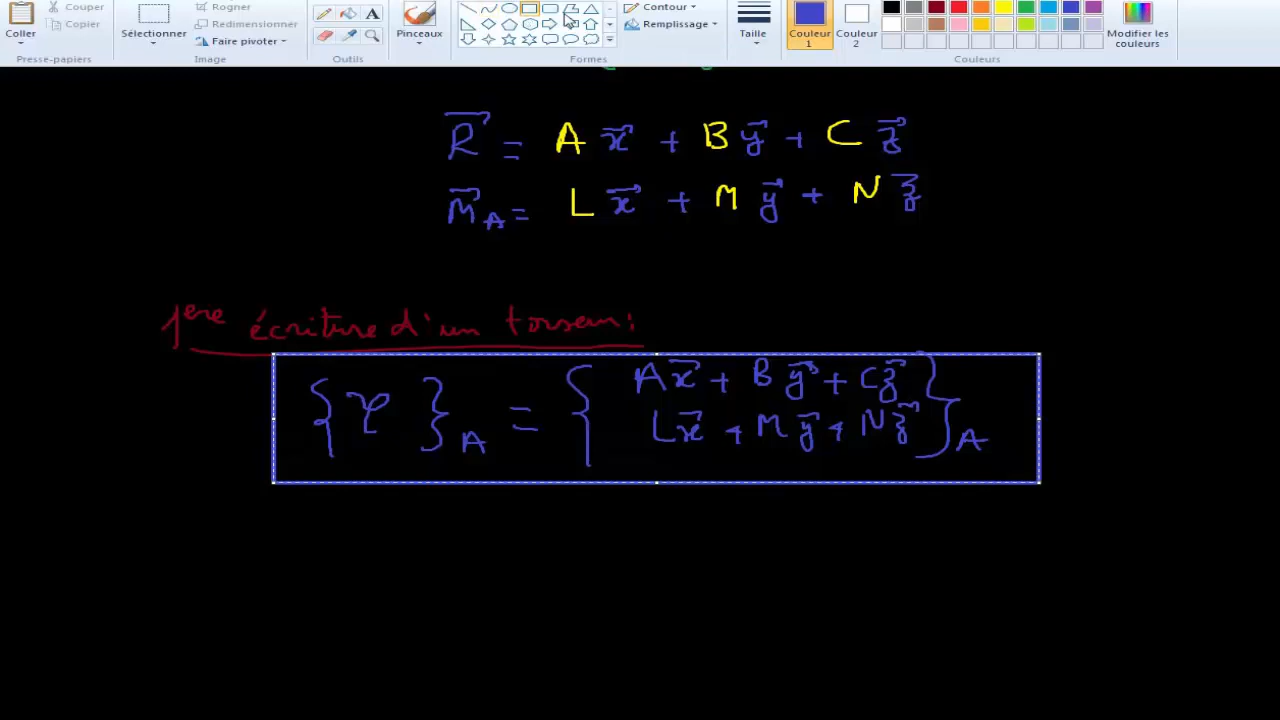 Coller
Couper
Copier
Presse-papiers
Sélectionner
Rogner
Redimensionner
Faire pivoter
Image
A
Outils
Pinceaux
Formes
Contour
Remplissage
Taille
Couleur 1
Couleur 2
Modifier les couleurs
Couleurs
R⃗ = A x⃗ + B y⃗ + C z⃗
M⃗A = L x⃗ + M y⃗ + N z⃗
1ere écriture d'un torseur :
{ τ }A = { A x⃗ + B y⃗ + C z⃗
L x⃗ + M y⃗ + N z⃗ }A